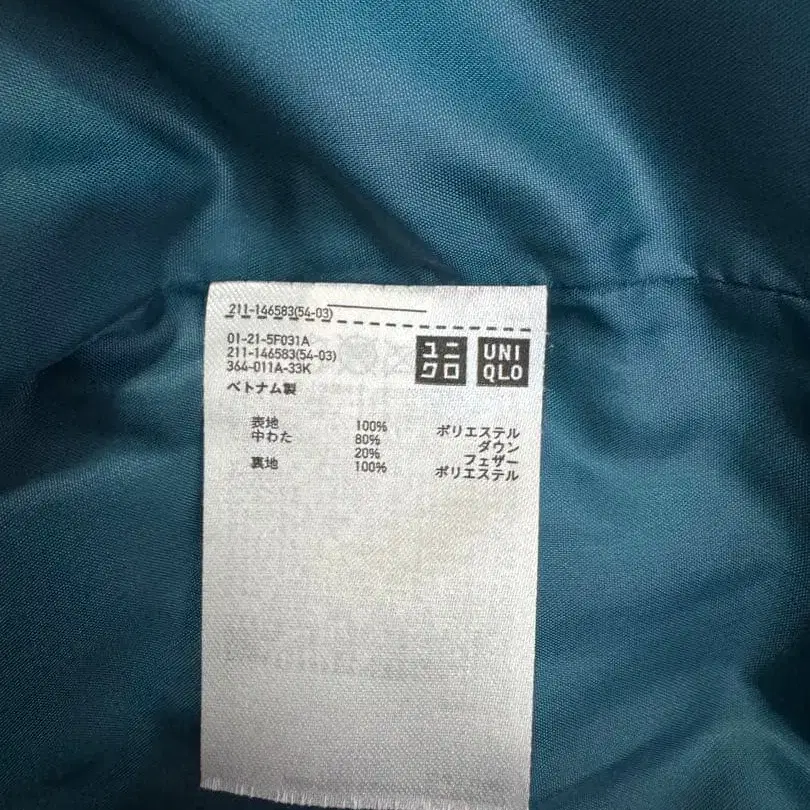 211-146583(54-03)
01-21-5F031A
211-146583(54-03)
364-011A-33K
ベトナム製
ユニ
クロ
UNI
QLO
表地 100% ポリエステル
中わた 80% ダウン
20% フェザー
裏地 100% ポリエステル